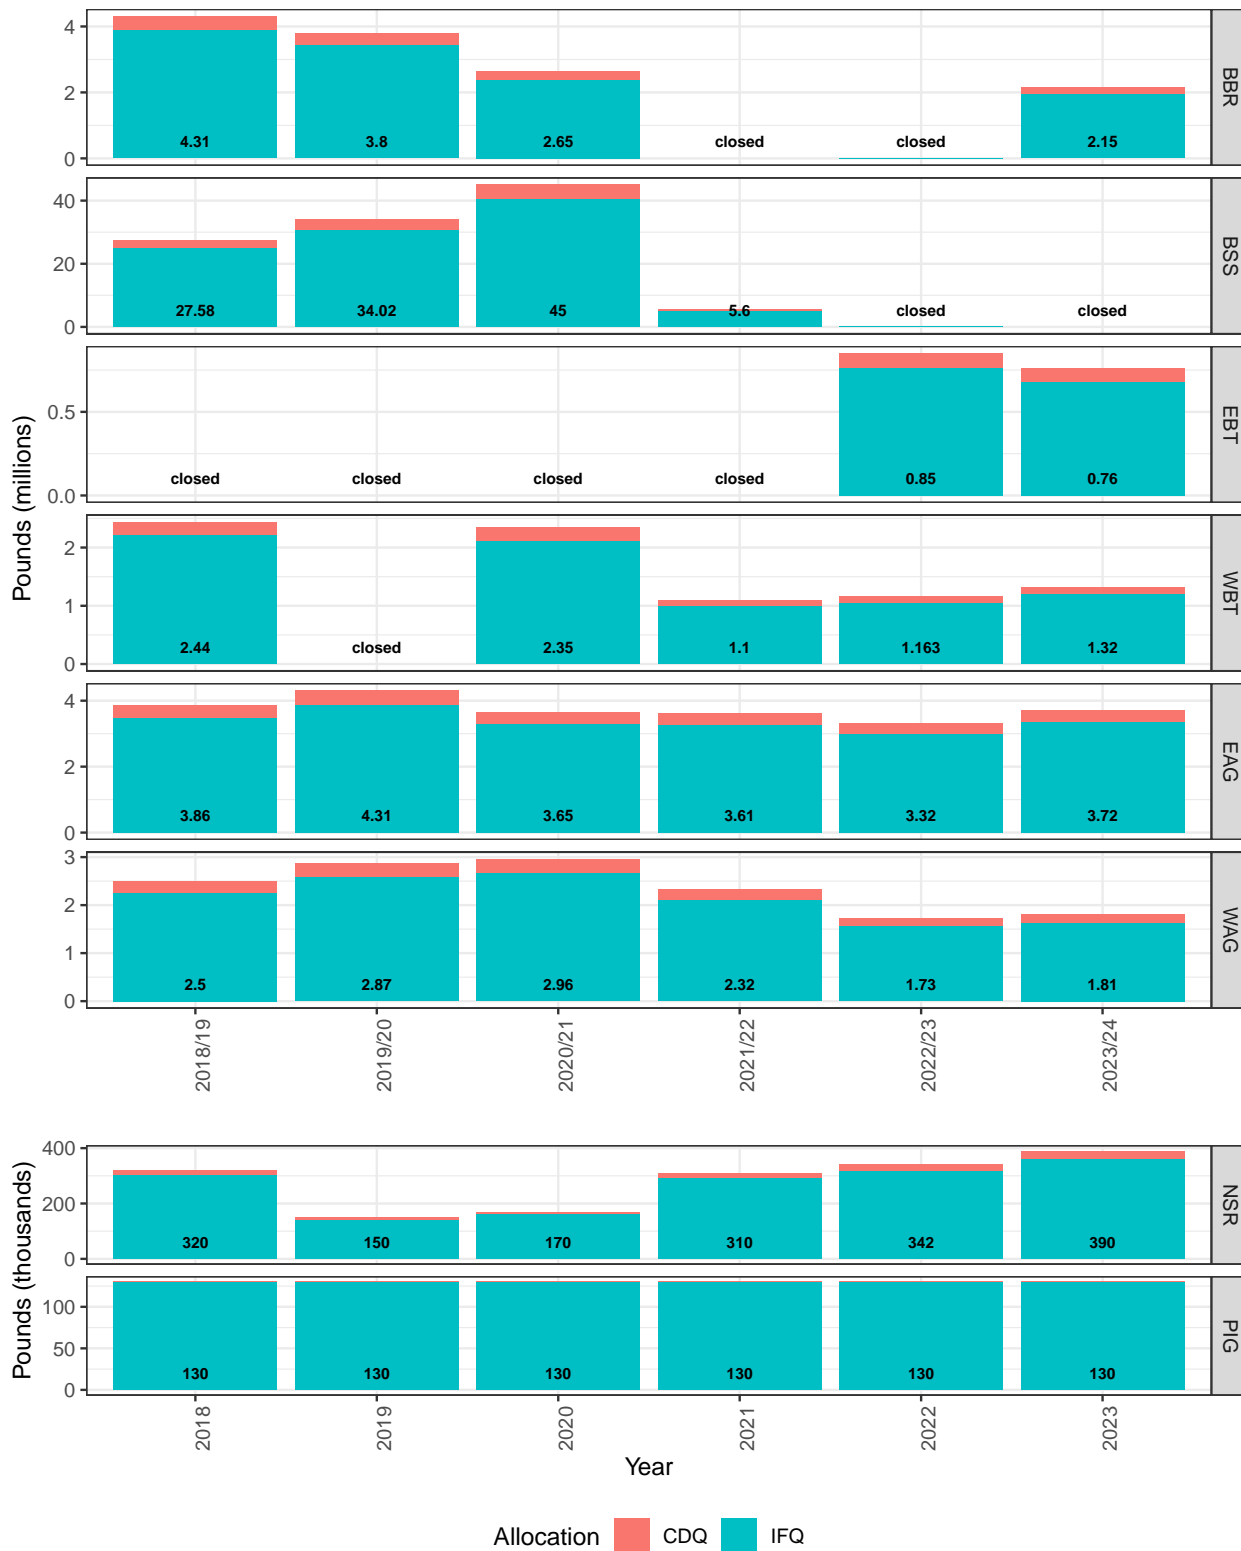 4
2
0
4.31 3.8 2.65 closed closed 2.15
BBR
40
20
0
27.58 34.02 45 5.6 closed closed
BSS
Pounds (millions)
0.5
0.0
closed closed closed closed 0.85 0.76
EBT
2
1
0
2.44 closed 2.35 1.1 1.163 1.32
WBT
4
2
0
3.86 4.31 3.65 3.61 3.32 3.72
EAG
3
2
1
0
2.5 2.87 2.96 2.32 1.73 1.81
WAG
2018/19 2019/20 2020/21 2021/22 2022/23 2023/24
Pounds (thousands)
400
200
0
320 150 170 310 342 390
NSR
100
50
0
130 130 130 130 130 130
PIG
2018 2019 2020 2021 2022 2023
Year
Allocation CDQ IFQ